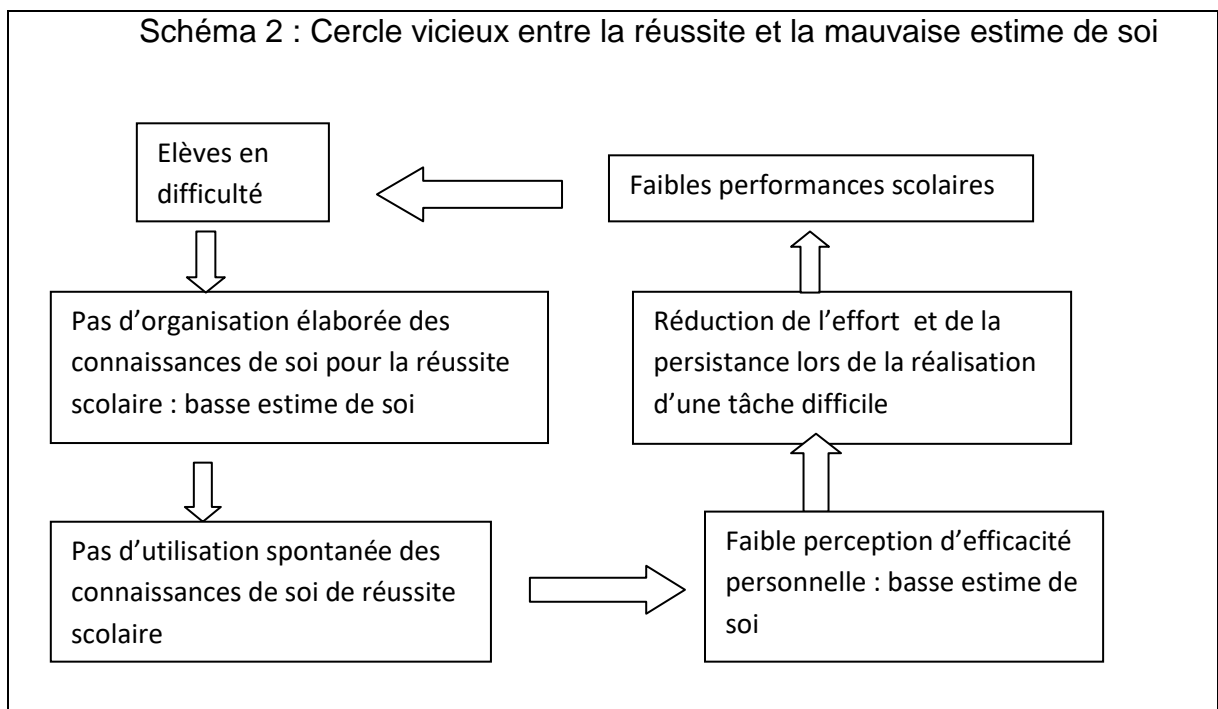 Schéma 2 : Cercle vicieux entre la réussite et la mauvaise estime de soi
Elèves en
difficulté
Faibles performances scolaires
Pas d’organisation élaborée des
connaissances de soi pour la réussite
scolaire : basse estime de soi
Réduction de l’effort et de la
persistance lors de la réalisation
d’une tâche difficile
Pas d’utilisation spontanée des
connaissances de soi de réussite
scolaire
Faible perception d’efficacité
personnelle : basse estime de
soi